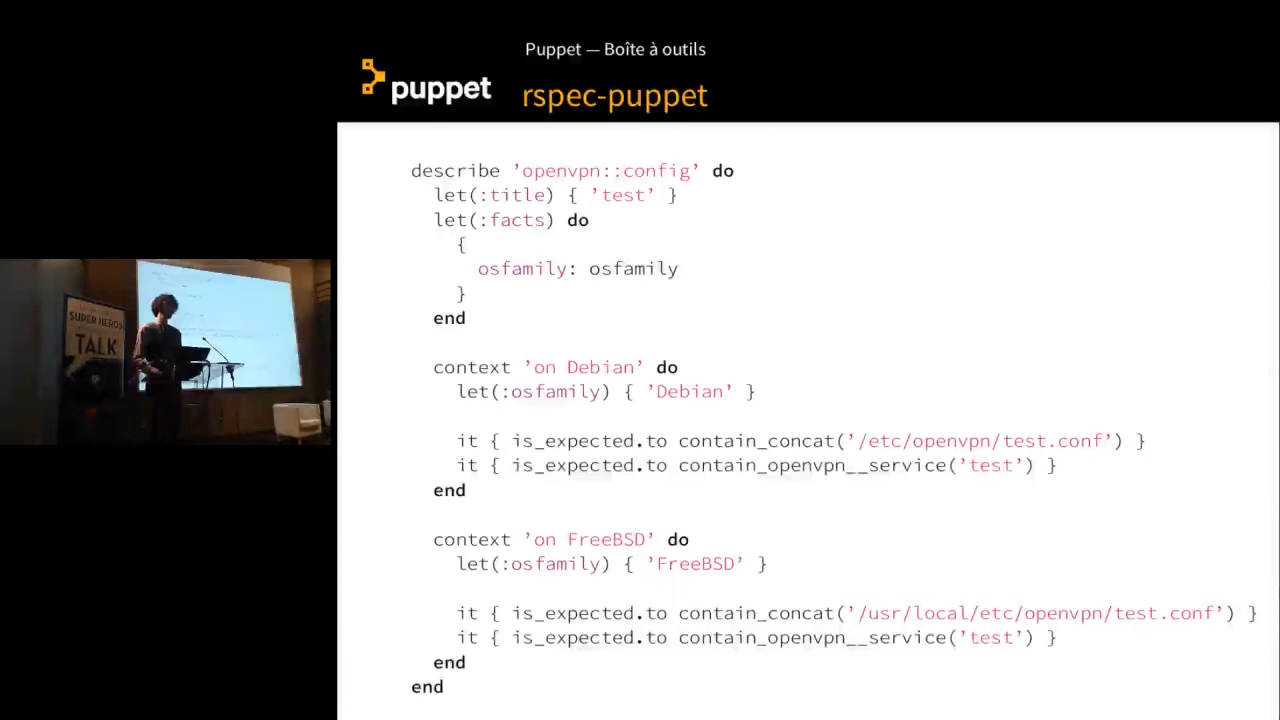 Puppet — Boîte à outils
puppet
rspec-puppet
describe ’openvpn::config’ do
let(:title) { ’test’ }
let(:facts) do
{
osfamily: osfamily
}
end
context ’on Debian’ do
let(:osfamily) { ’Debian’ }
it { is_expected.to contain_concat(’/etc/openvpn/test.conf’) }
it { is_expected.to contain_openvpn__service(’test’) }
end
context ’on FreeBSD’ do
let(:osfamily) { ’FreeBSD’ }
it { is_expected.to contain_concat(’/usr/local/etc/openvpn/test.conf’) }
it { is_expected.to contain_openvpn__service(’test’) }
end
end
SUPER HEROS
TALK